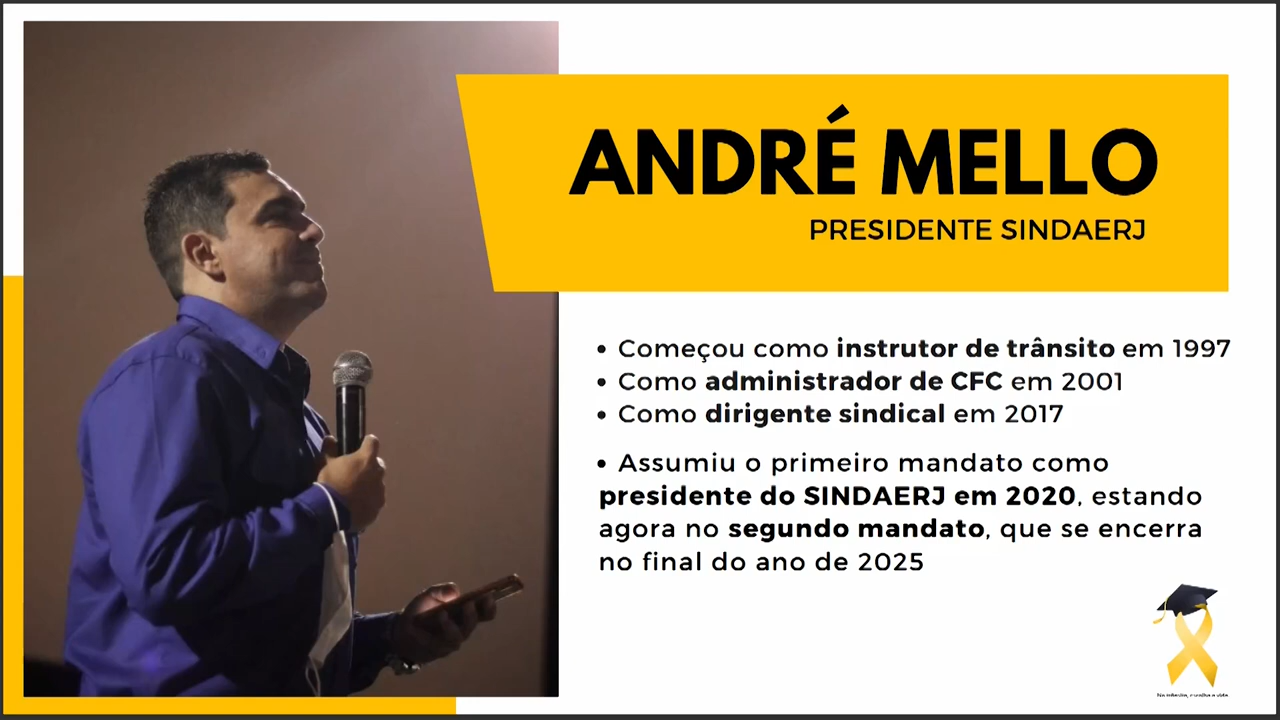 ANDRÉ MELLO
PRESIDENTE SINDAERJ
• Começou como instrutor de trânsito em 1997
• Como administrador de CFC em 2001
• Como dirigente sindical em 2017
• Assumiu o primeiro mandato como
presidente do SINDAERJ em 2020, estando
agora no segundo mandato, que se encerra
no final do ano de 2025